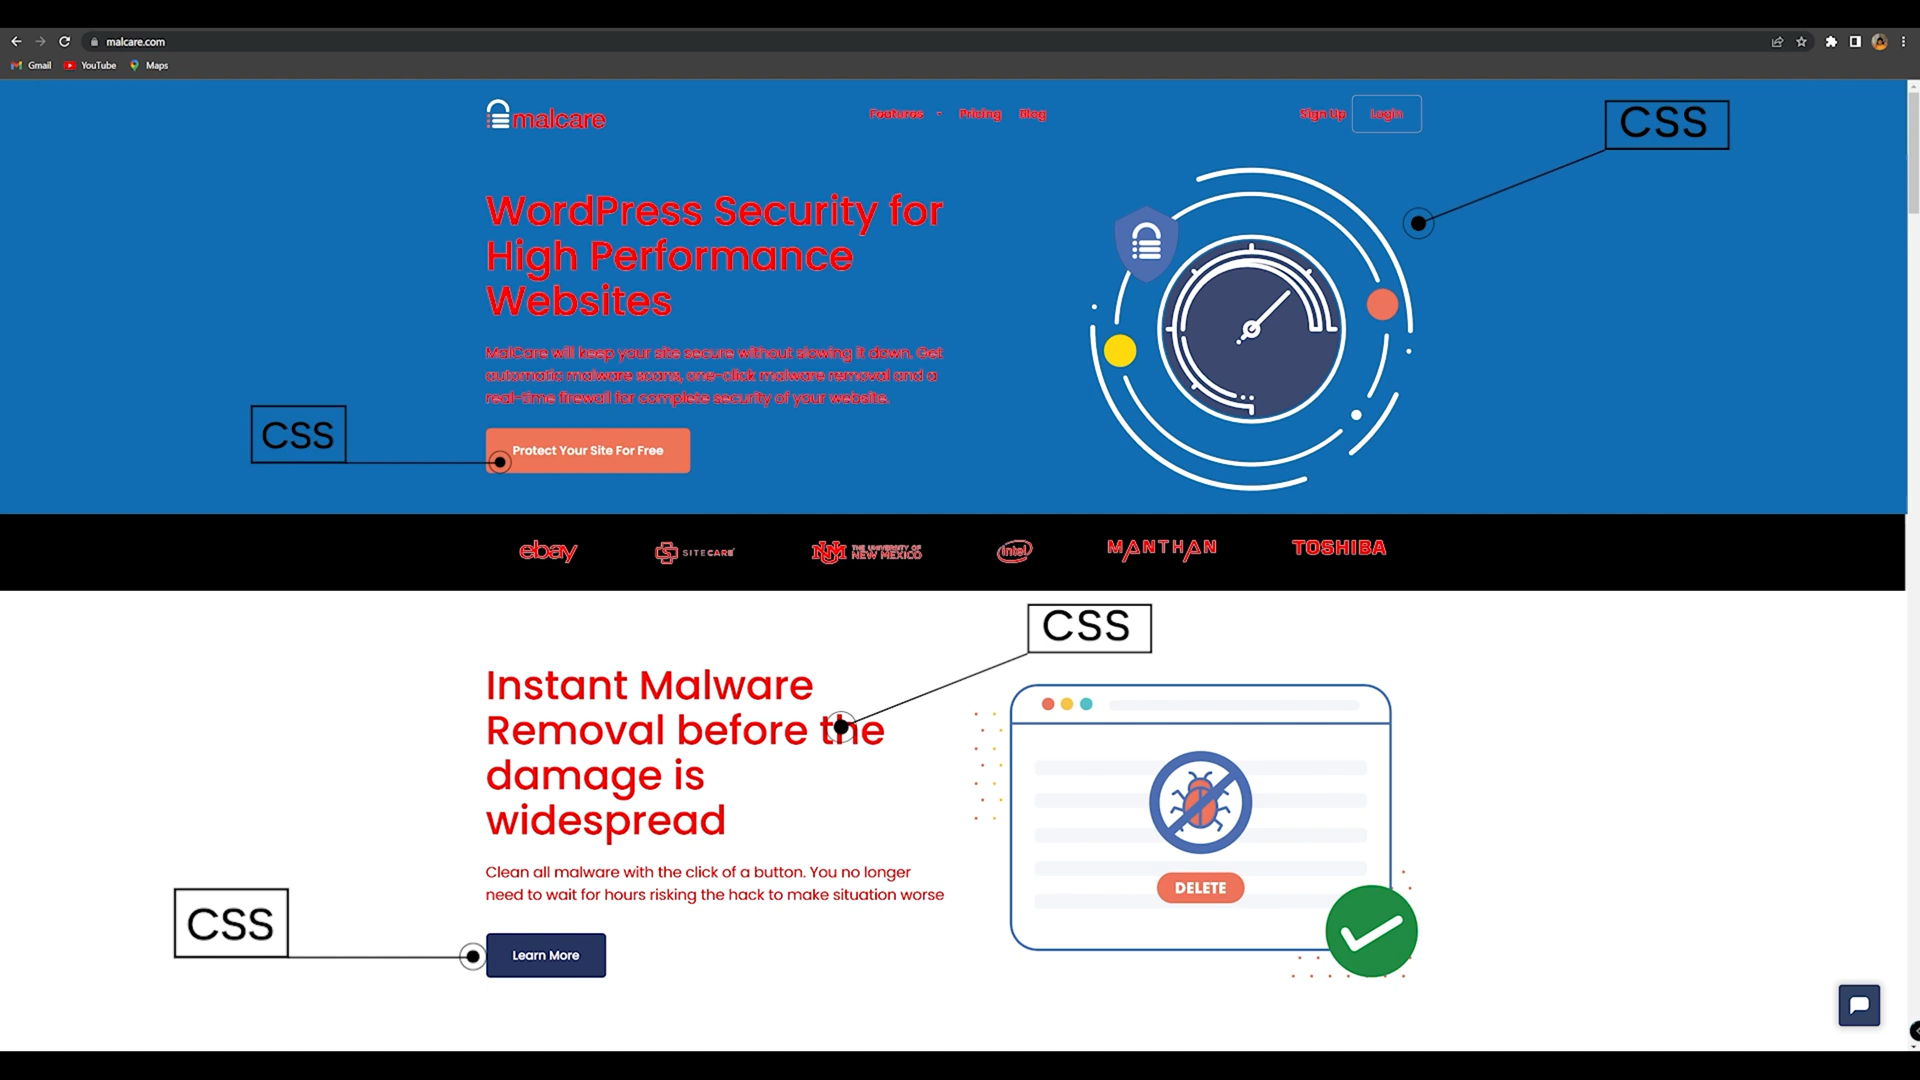 malcare.com
Gmail YouTube Maps
malcare
Features Pricing Blog
Sign Up Login
CSS
WordPress Security for
High Performance
Websites
MalCare will keep your site secure without slowing it down. Get
automatic malware scans, one-click malware removal and a
real-time firewall for complete security of your website.
CSS
Protect Your Site For Free
ebay
SITECARE
NM THE UNIVERSITY OF
NEW MEXICO
intel
MANTHAN
TOSHIBA
CSS
Instant Malware
Removal before the
damage is
widespread
Clean all malware with the click of a button. You no longer
need to wait for hours risking the hack to make situation worse
DELETE
CSS
Learn More